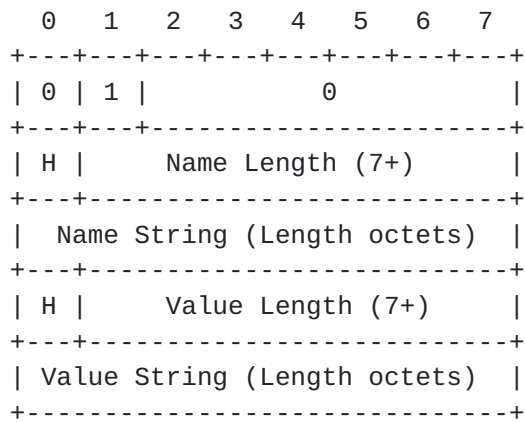 0   1   2   3   4   5   6   7
+---+---+---+---+---+---+---+---+
| 0 | 1 |           0           |
+---+---+-----------------------+
| H |     Name Length (7+)      |
+---+---------------------------+
|  Name String (Length octets)  |
+---+---------------------------+
| H |     Value Length (7+)     |
+---+---------------------------+
| Value String (Length octets)  |
+-------------------------------+